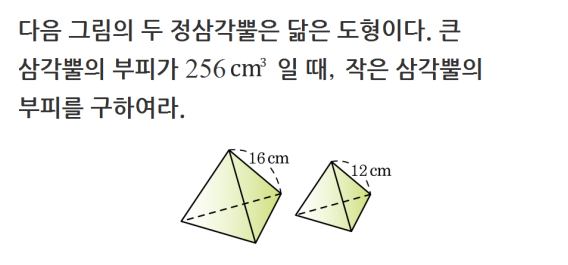 다음 그림의 두 정삼각뿔은 닮은 도형이다. 큰
삼각뿔의 부피가 256 cm³ 일 때, 작은 삼각뿔의
부피를 구하여라.
16 cm
12 cm